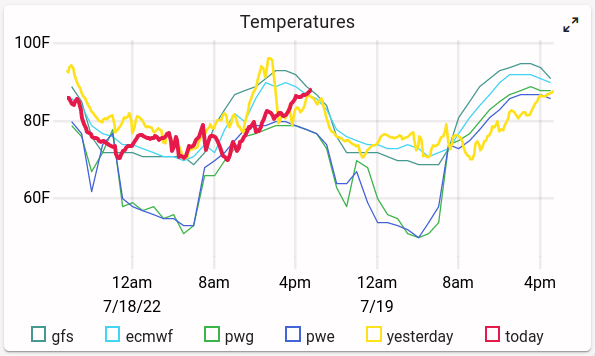 Temperatures
100F
80F
60F
12am 8am 4pm 12am 8am 4pm
7/18/22 7/19
gfs ecmwf pwg pwe yesterday today